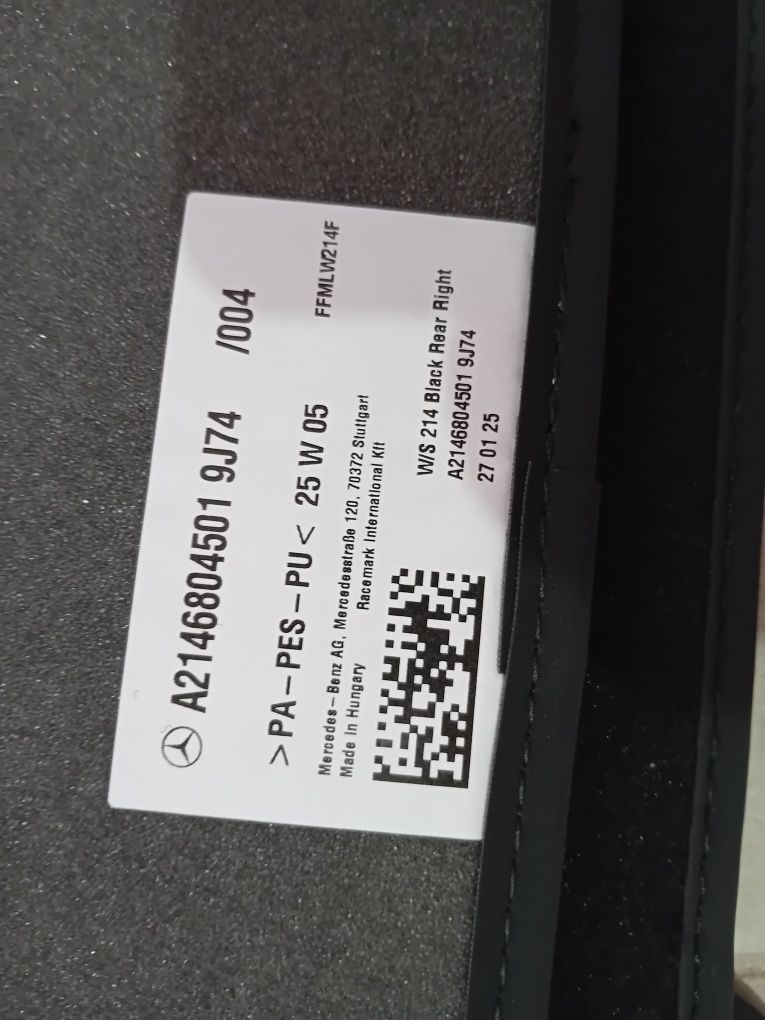 A2146804501 9J74 /004
>PA-PES-PU< 25 W 05 FFMLW214F
Mercedes-Benz AG, Mercedesstraße 120, 70372 Stuttgart
Made In Hungary Racemark International Kft
W/S 214 Black Rear Right
A2146804501 9J74
27 01 25